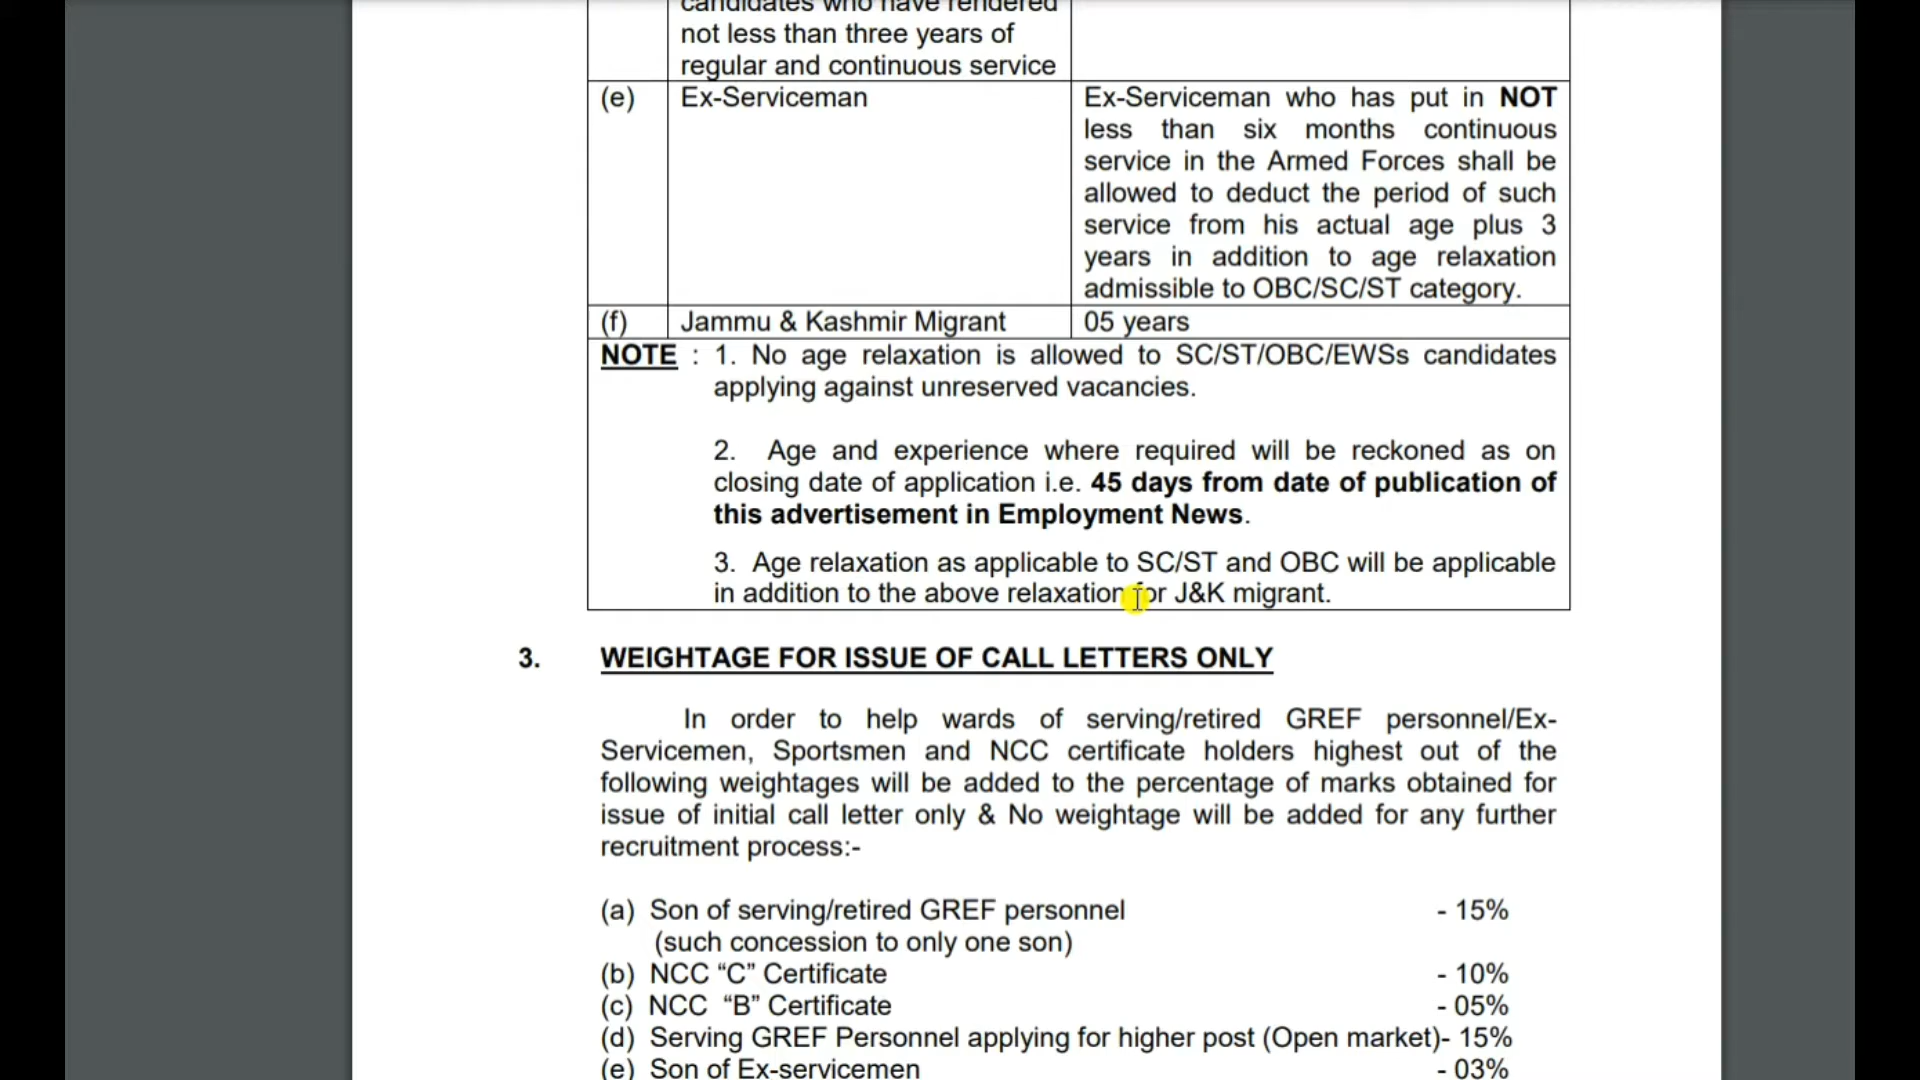 candidates who have rendered
not less than three years of
regular and continuous service
(e) Ex-Serviceman
Ex-Serviceman who has put in NOT
less than six months continuous
service in the Armed Forces shall be
allowed to deduct the period of such
service from his actual age plus 3
years in addition to age relaxation
admissible to OBC/SC/ST category.
(f) Jammu & Kashmir Migrant 05 years
NOTE : 1. No age relaxation is allowed to SC/ST/OBC/EWSs candidates
applying against unreserved vacancies.
2. Age and experience where required will be reckoned as on
closing date of application i.e. 45 days from date of publication of
this advertisement in Employment News.
3. Age relaxation as applicable to SC/ST and OBC will be applicable
in addition to the above relaxation for J&K migrant.
3. WEIGHTAGE FOR ISSUE OF CALL LETTERS ONLY
In order to help wards of serving/retired GREF personnel/Ex-
Servicemen, Sportsmen and NCC certificate holders highest out of the
following weightages will be added to the percentage of marks obtained for
issue of initial call letter only & No weightage will be added for any further
recruitment process:-
(a) Son of serving/retired GREF personnel - 15%
(such concession to only one son)
(b) NCC “C” Certificate - 10%
(c) NCC “B” Certificate - 05%
(d) Serving GREF Personnel applying for higher post (Open market)- 15%
(e) Son of Ex-servicemen - 03%